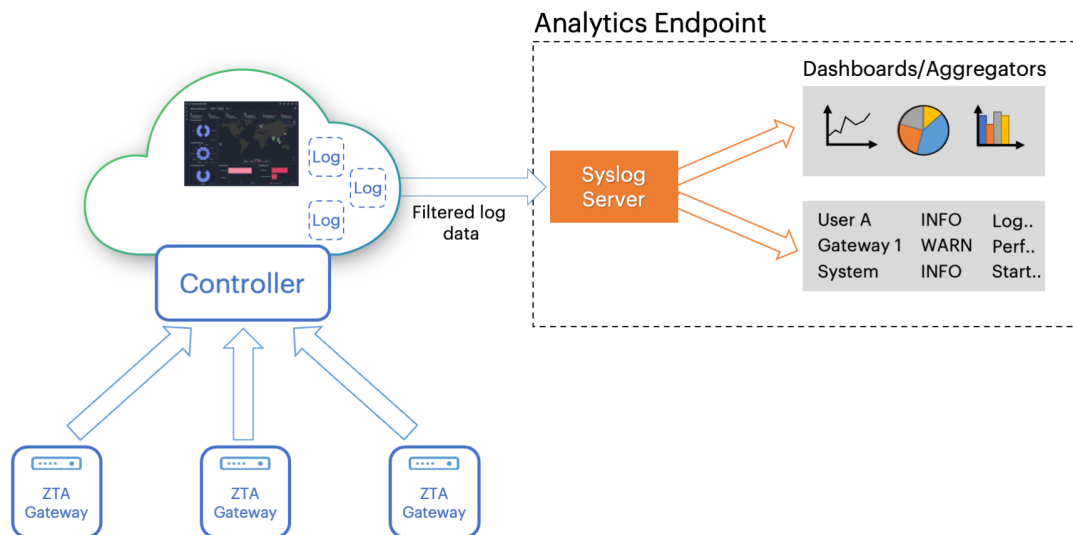 Analytics Endpoint
Dashboards/Aggregators
Log
Log
Log
Filtered log
data
Syslog
Server
User A INFO Log..
Gateway 1 WARN Perf..
System INFO Start..
Controller
ZTA
Gateway
ZTA
Gateway
ZTA
Gateway